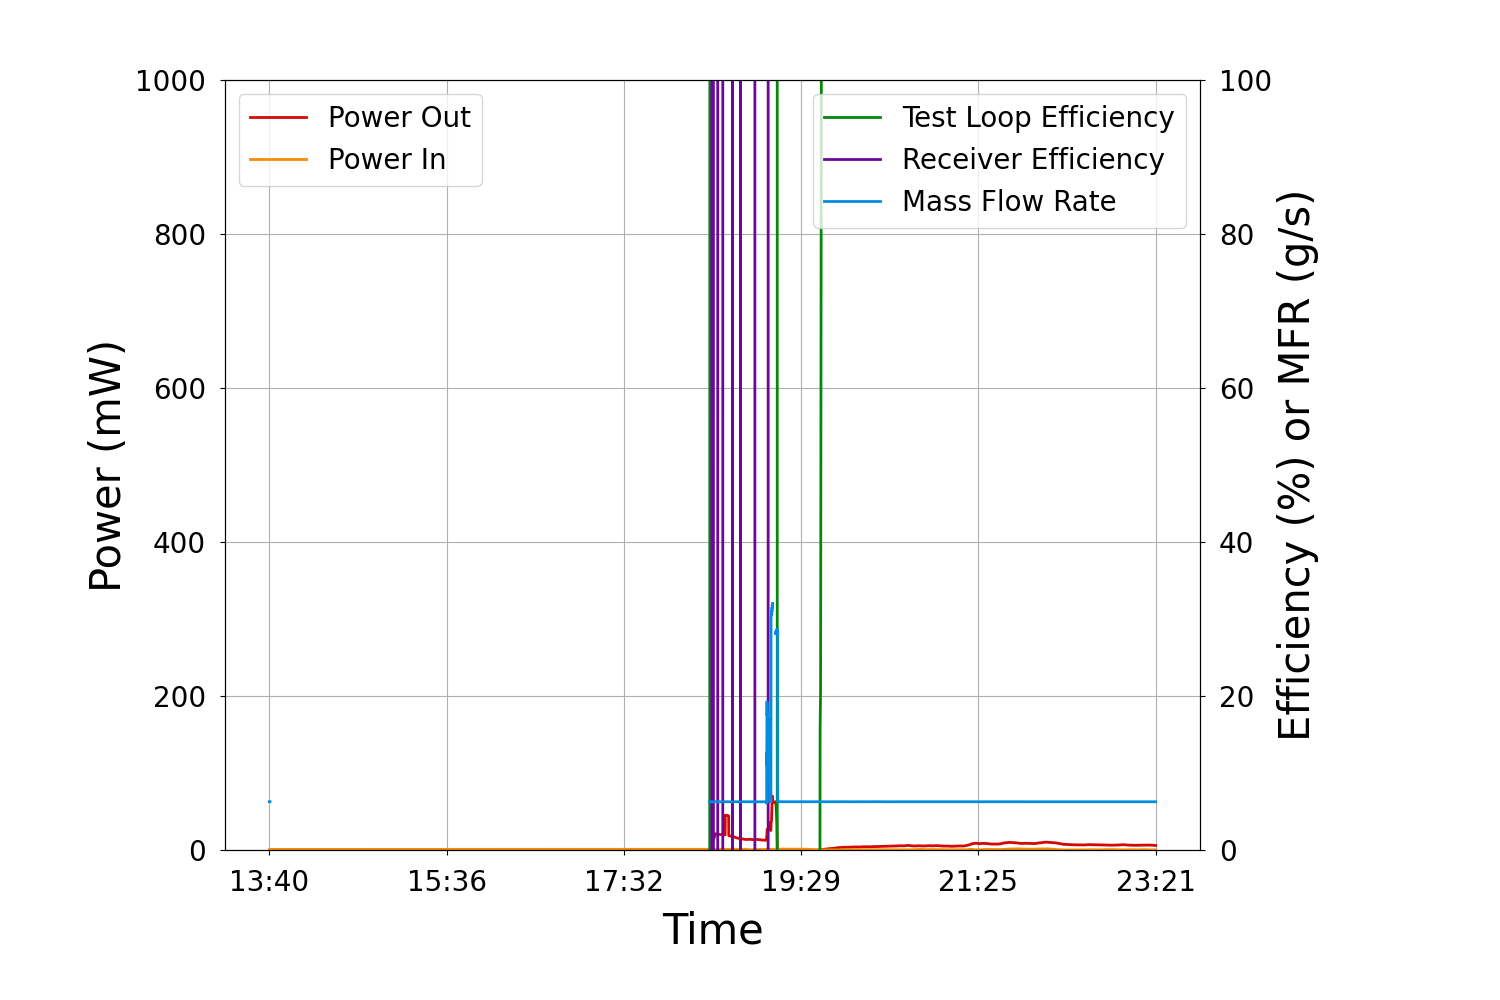 1000
800
600
400
200
0
Power (mW)
Power Out
Power In
Test Loop Efficiency
Receiver Efficiency
Mass Flow Rate
100
80
60
40
20
0
Efficiency (%) or MFR (g/s)
13:40 15:36 17:32 19:29 21:25 23:21
Time